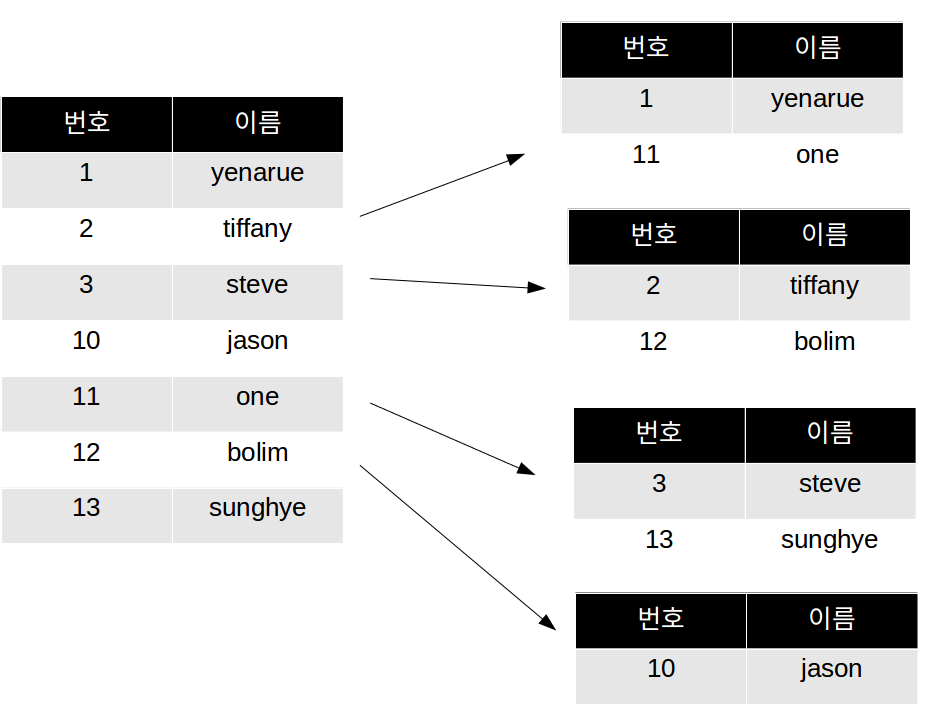 번호 이름
1 yenarue
2 tiffany
3 steve
10 jason
11 one
12 bolim
13 sunghye
번호 이름
1 yenarue
11 one
번호 이름
2 tiffany
12 bolim
번호 이름
3 steve
13 sunghye
번호 이름
10 jason